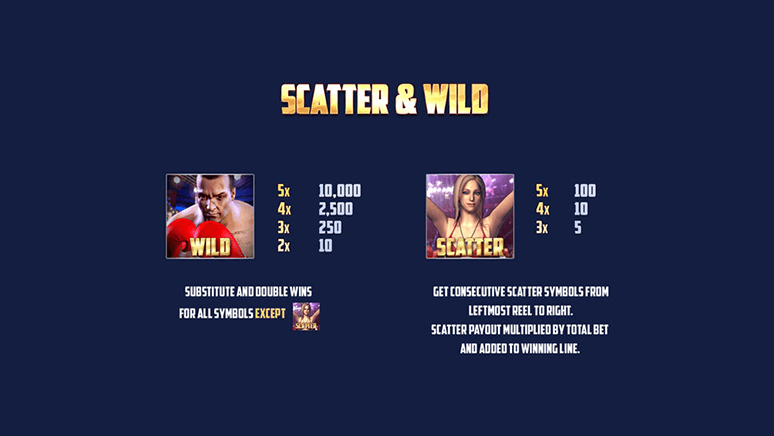 SCATTER & WILD
WILD
5x 10,000
4x 2,500
3x 250
2x 10
SUBSTITUTE AND DOUBLE WINS
FOR ALL SYMBOLS EXCEPT SCATTER
SCATTER
5x 100
4x 10
3x 5
GET CONSECUTIVE SCATTER SYMBOLS FROM
LEFTMOST REEL TO RIGHT.
SCATTER PAYOUT MULTIPLIED BY TOTAL BET
AND ADDED TO WINNING LINE.